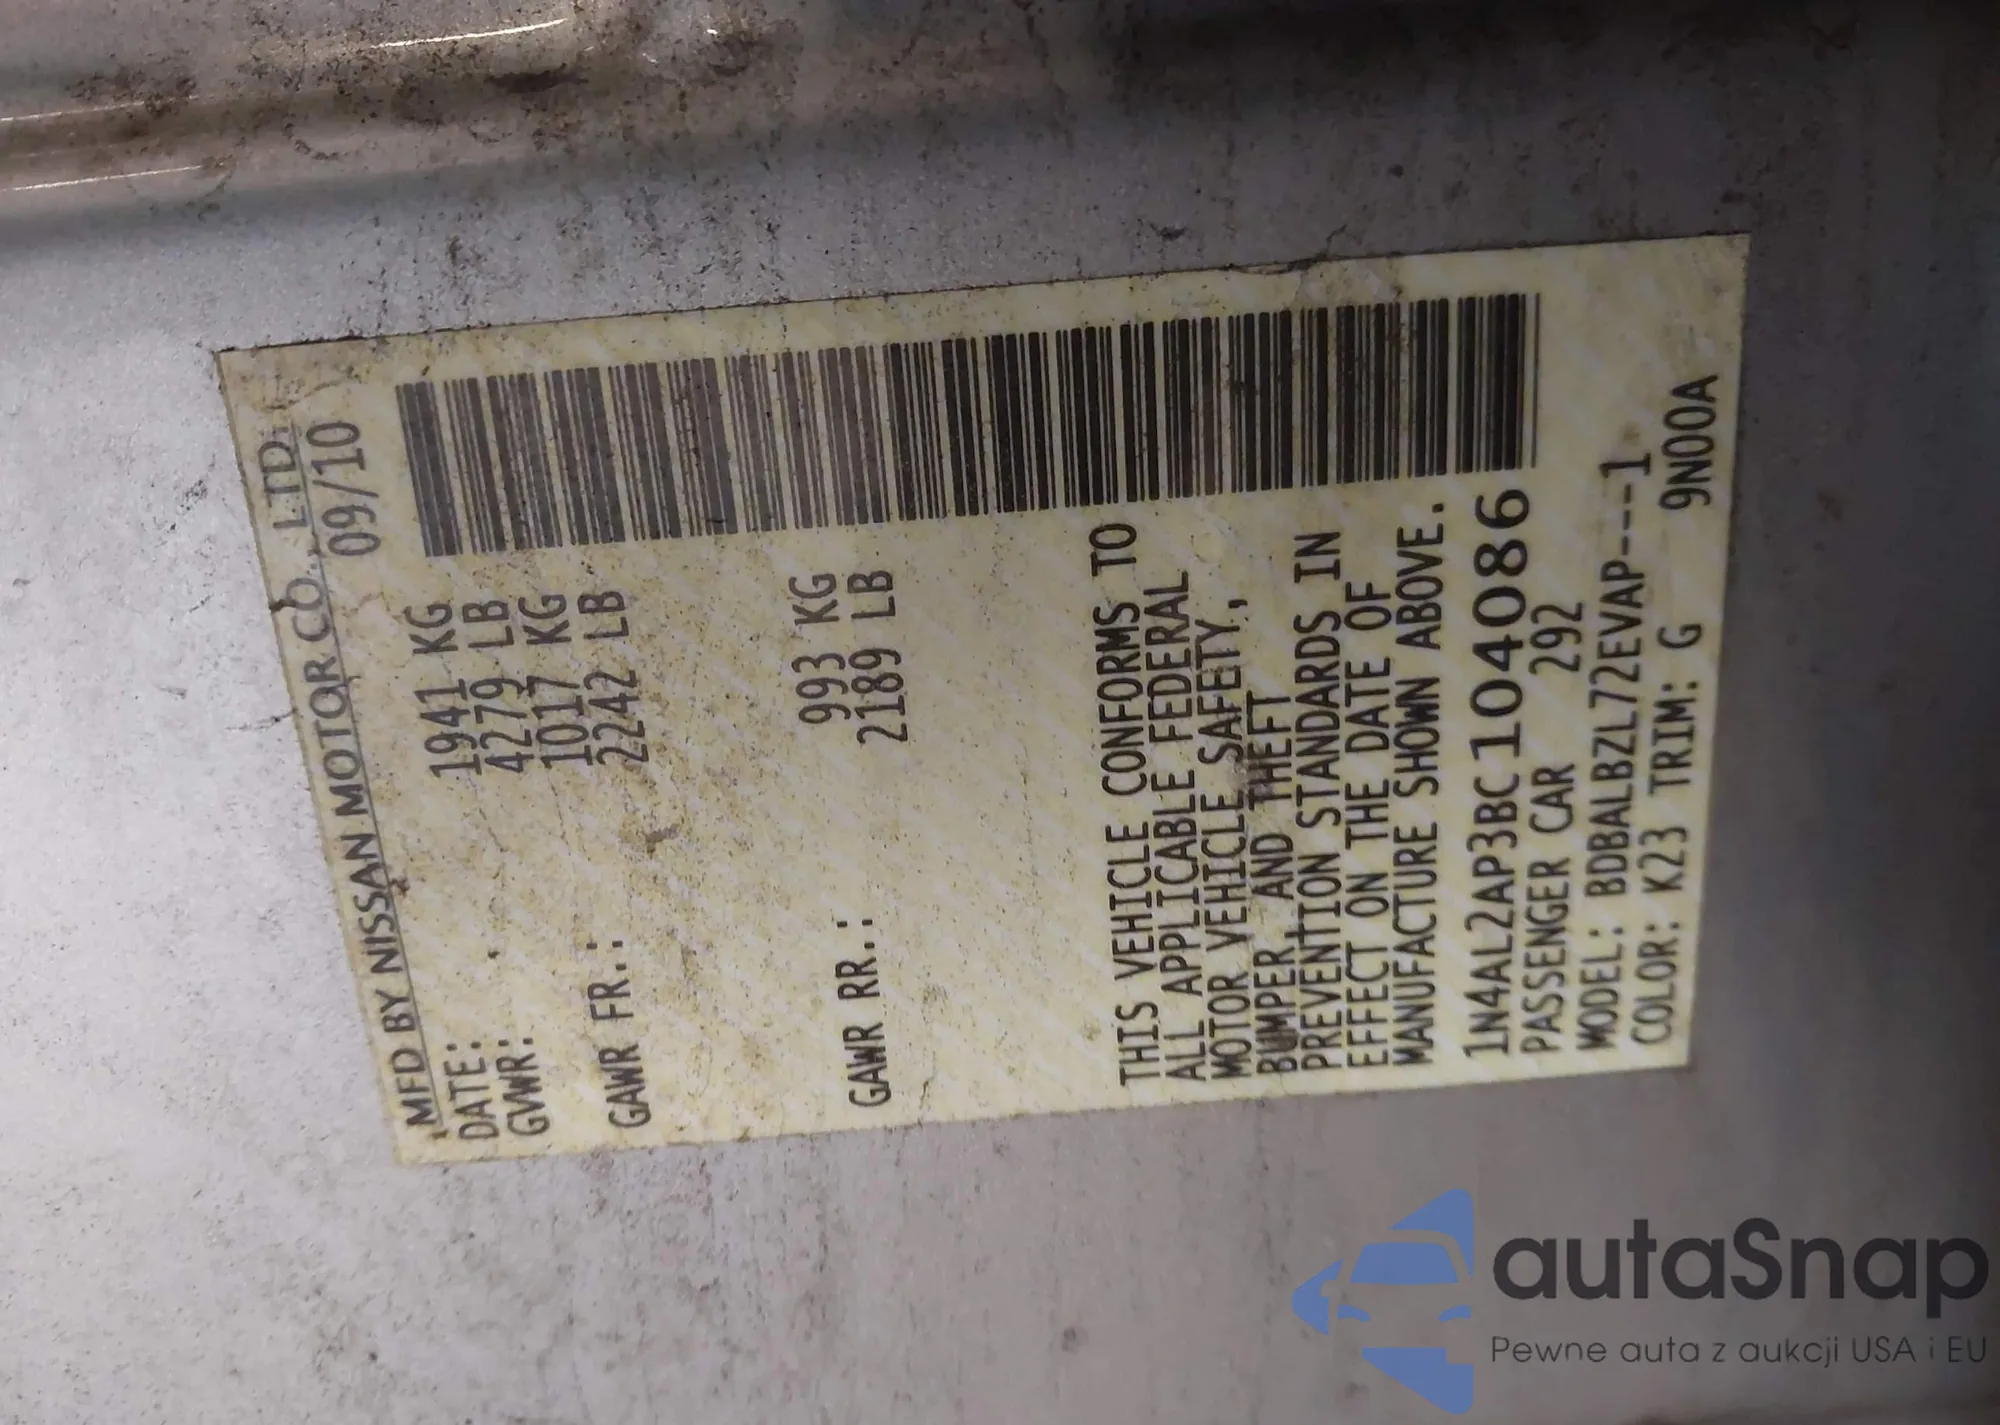 MFD BY NISSAN MOTOR CO., LTD.
DATE: 09/10
GVWR: 1941 KG
4279 LB
GAWR FR.: 1017 KG
2242 LB
GAWR RR.: 993 KG
2189 LB
THIS VEHICLE CONFORMS TO
ALL APPLICABLE FEDERAL
MOTOR VEHICLE SAFETY,
BUMPER, AND THEFT
PREVENTION STANDARDS IN
EFFECT ON THE DATE OF
MANUFACTURE SHOWN ABOVE.
1N4AL2AP3BC104086
PASSENGER CAR 292
MODEL: BDBALBZL72EVAP----1
COLOR: K23 TRIM: G 9N00A
autaSnap
Pewne auta z aukcji USA i EU